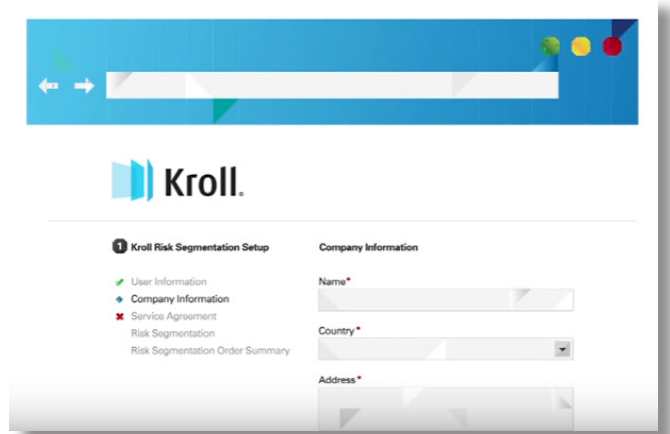 Kroll.
1 Kroll Risk Segmentation Setup
User Information
Company Information
Service Agreement
Risk Segmentation
Risk Segmentation Order Summary
Company Information
Name*
Country *
Address *